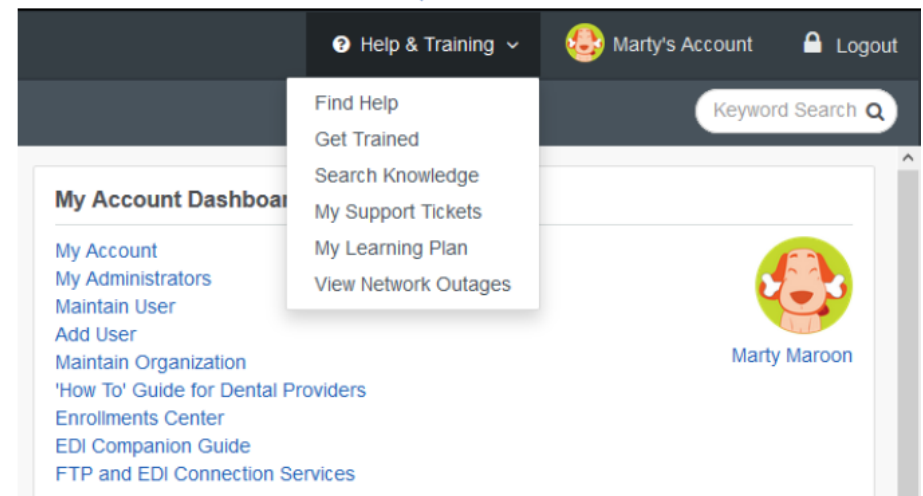 Help & Training
Marty's Account
Logout
Keyword Search
Find Help
Get Trained
Search Knowledge
My Support Tickets
My Learning Plan
View Network Outages
My Account Dashboar
My Account
My Administrators
Maintain User
Add User
Maintain Organization
'How To' Guide for Dental Providers
Enrollments Center
EDI Companion Guide
FTP and EDI Connection Services
Marty Maroon